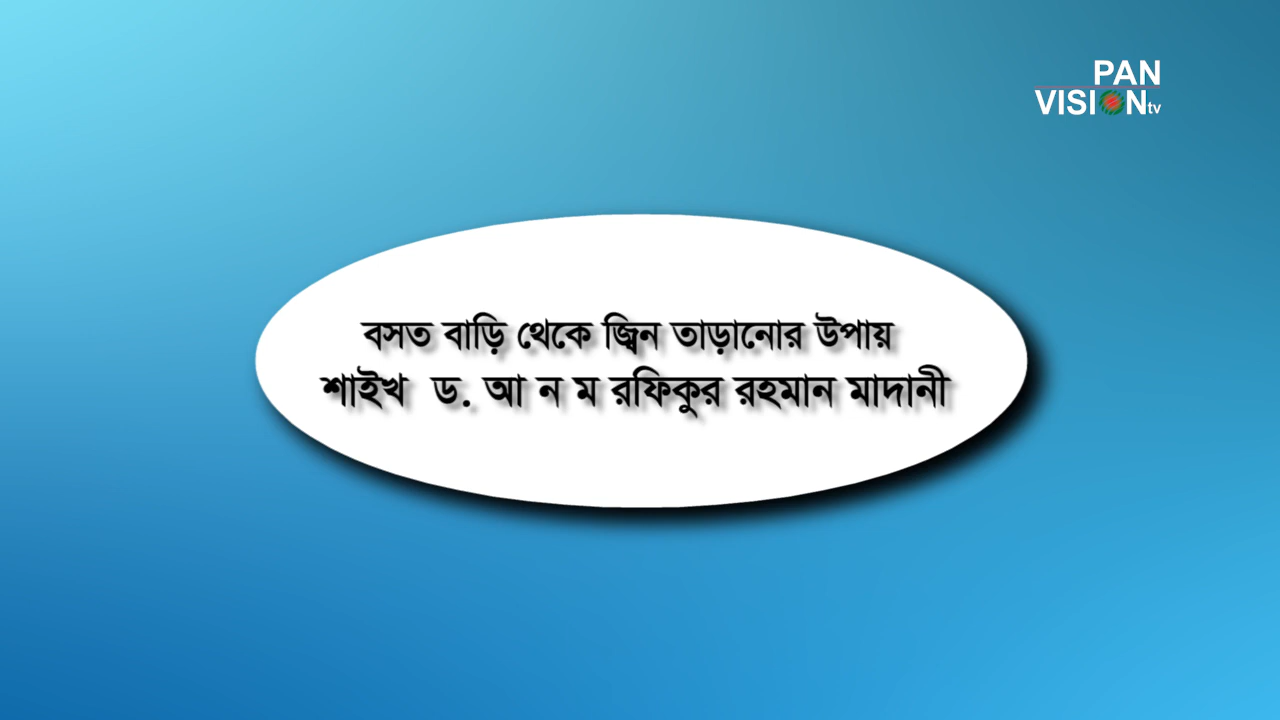 PAN
VISION tv
বসত বাড়ি থেকে জ্বিন তাড়ানোর উপায়
শাইখ ড. আ ন ম রফিকুর রহমান মাদানী